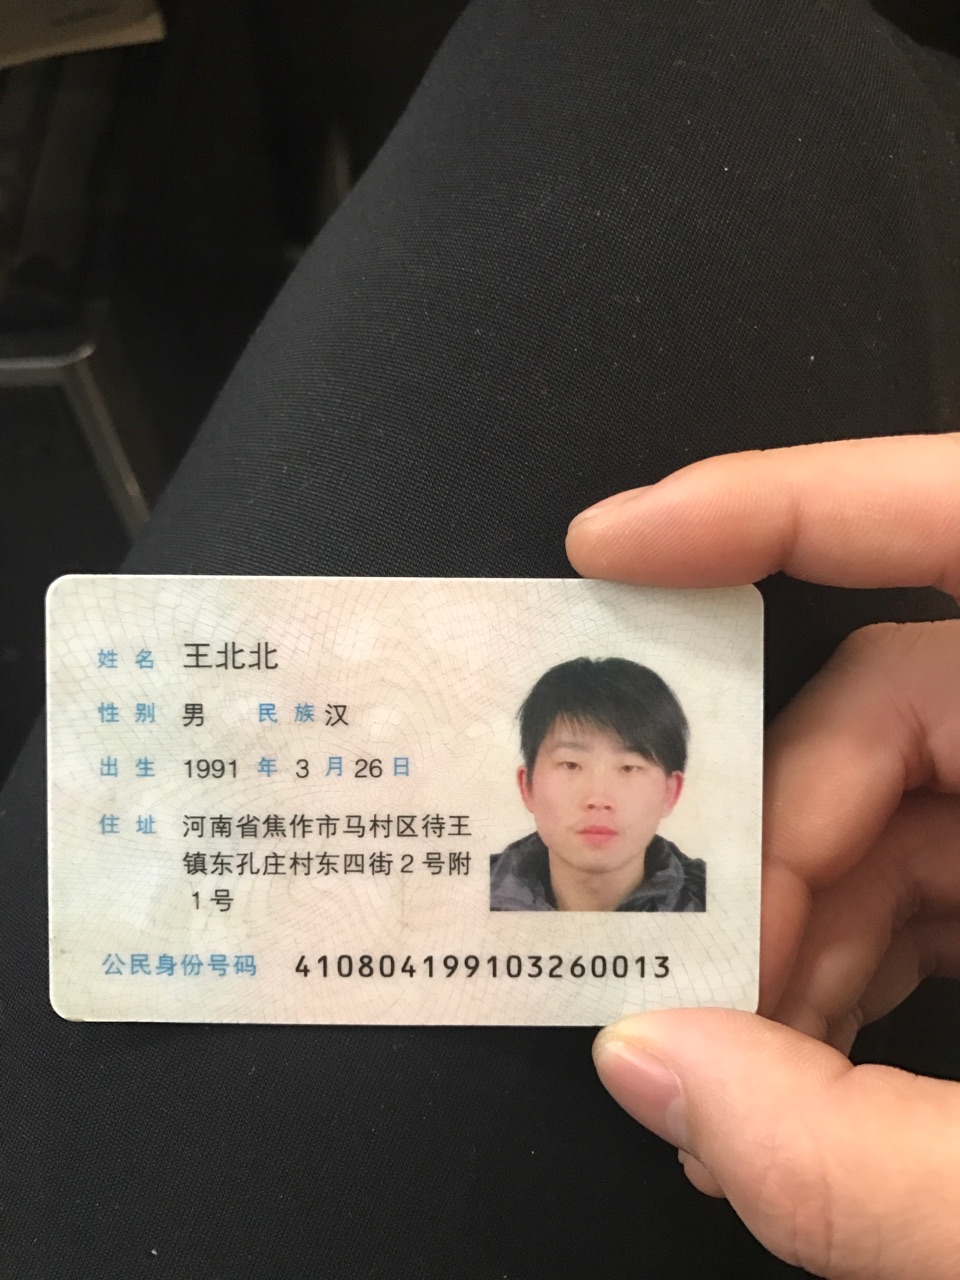 姓名 王北北
性别 男 民族 汉
出生 1991 年 3 月 26 日
住址 河南省焦作市马村区待王
镇东孔庄村东四街2号附
1号
公民身份号码 410804199103260013